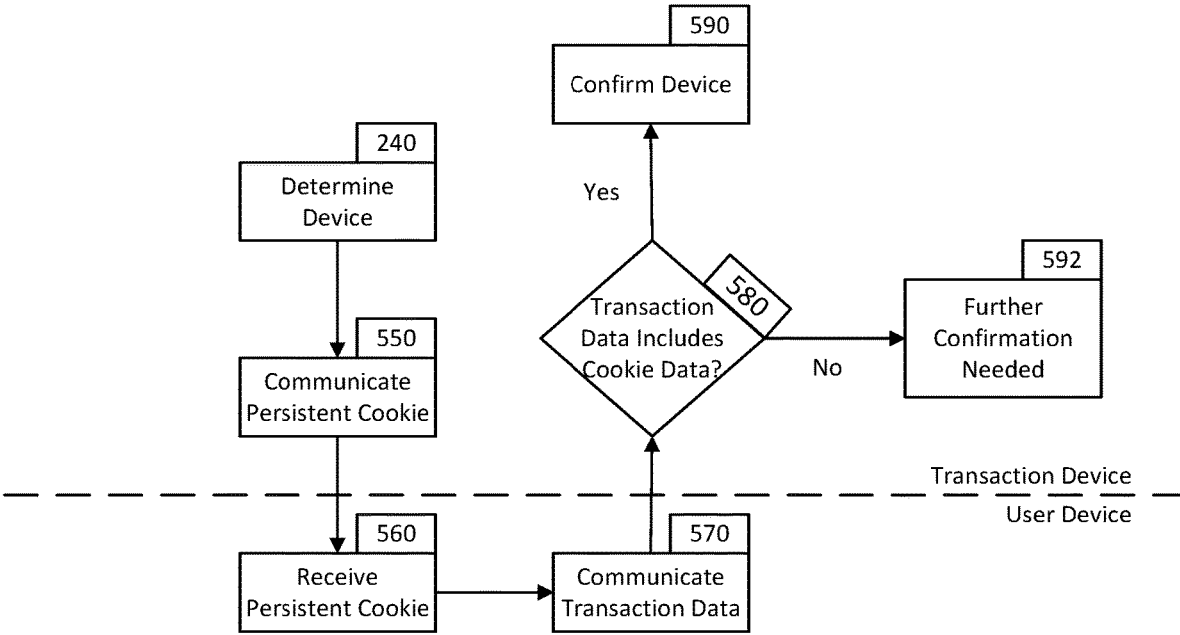 240
Determine
Device
550
Communicate
Persistent Cookie
560
Receive
Persistent Cookie
570
Communicate
Transaction Data
580
Transaction
Data Includes
Cookie Data?
Yes
590
Confirm Device
No
592
Further
Confirmation
Needed
Transaction Device
User Device